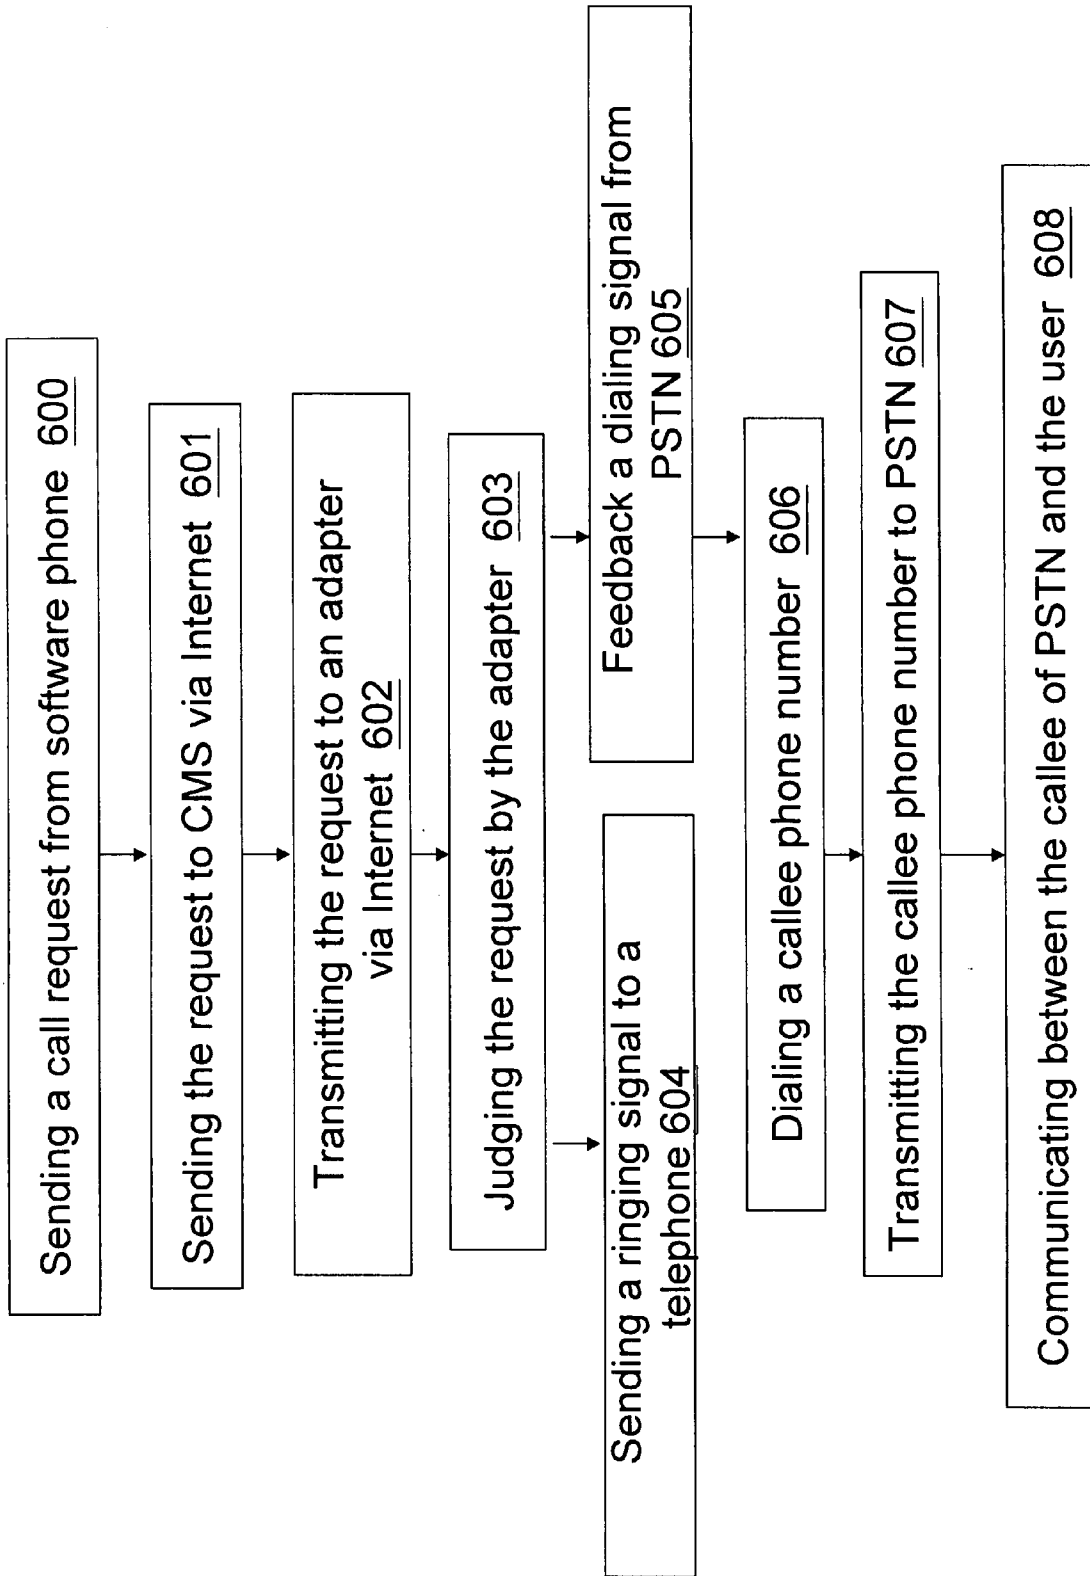 Sending a call request from software phone 600
Sending the request to CMS via Internet 601
Transmitting the request to an adapter
via Internet 602
Judging the request by the adapter 603
Sending a ringing signal to a
telephone 604
Feedback a dialing signal from
PSTN 605
Dialing a callee phone number 606
Transmitting the callee phone number to PSTN 607
Communicating between the callee of PSTN and the user 608